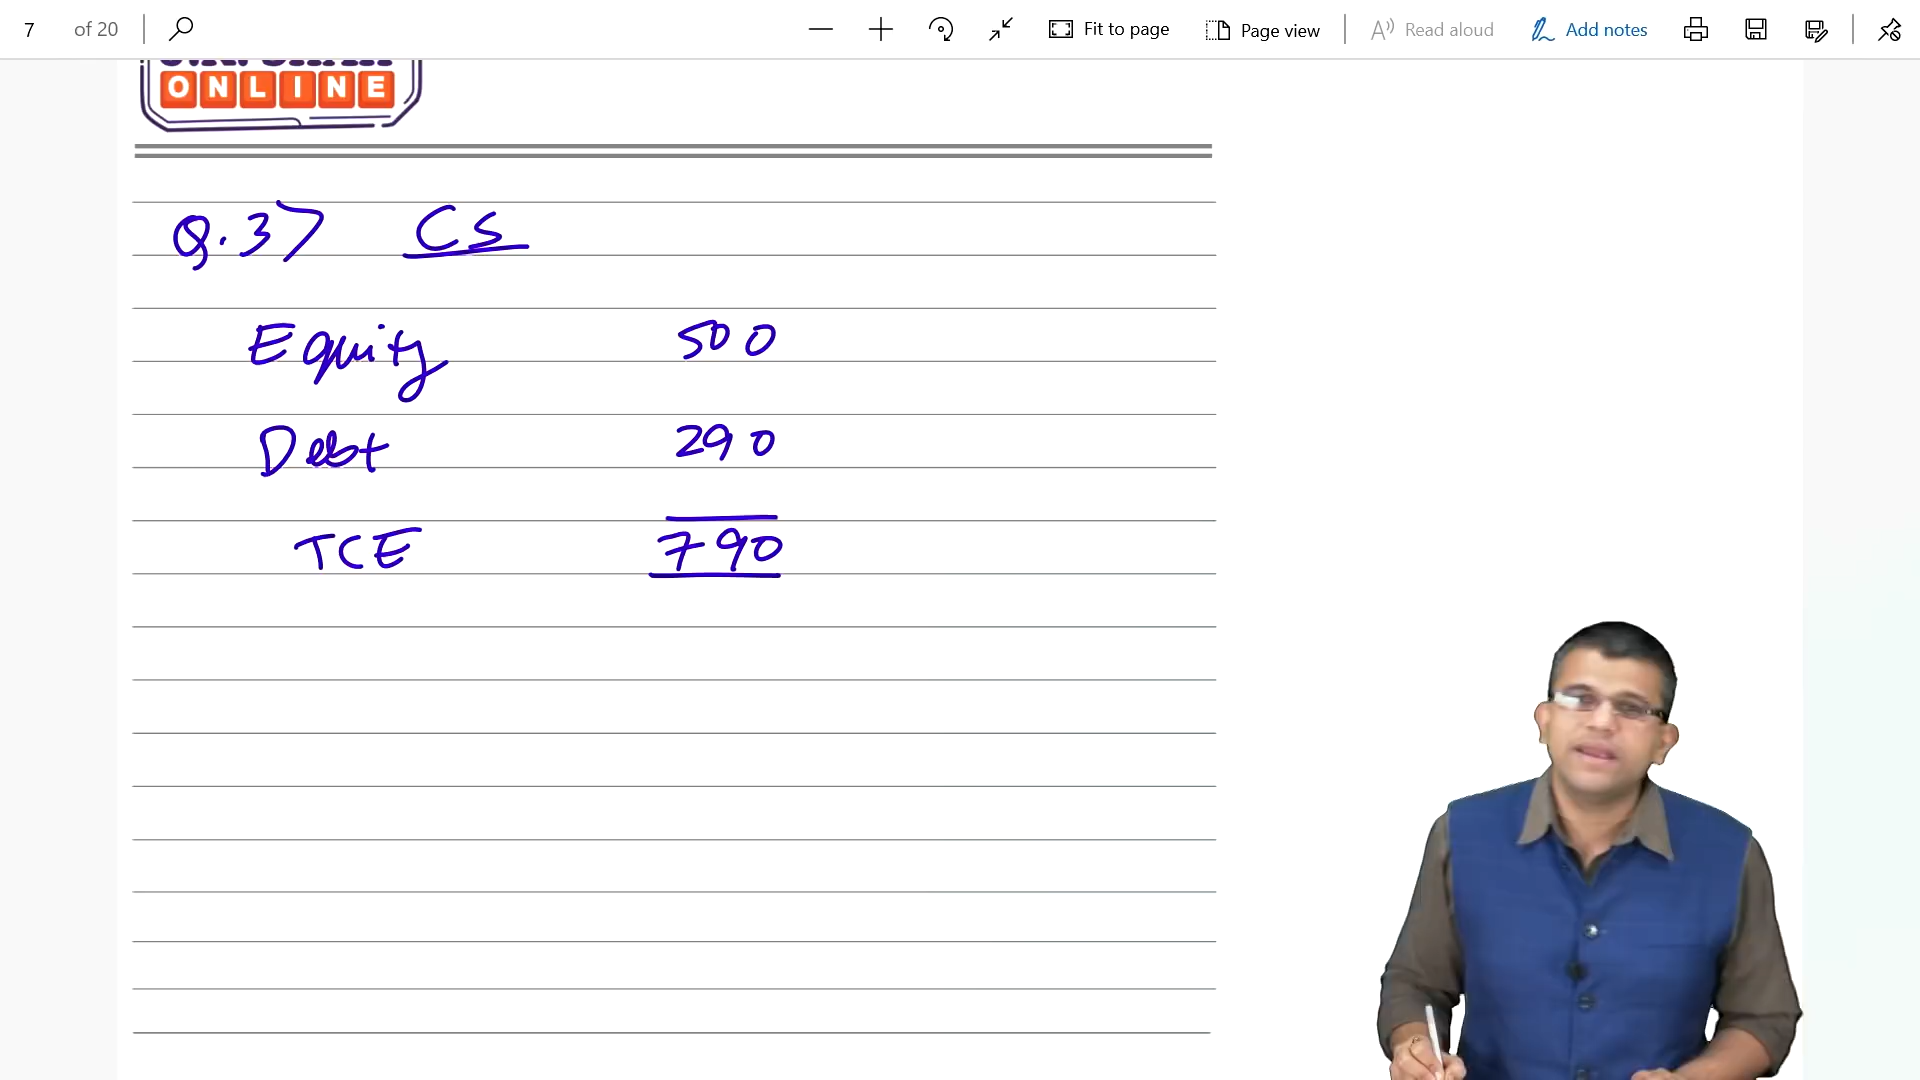 7 of 20 Fit to page Page view Read aloud Add notes
ONLINE
Q.3> CS
Equity 500
Debt 290
TCE 790